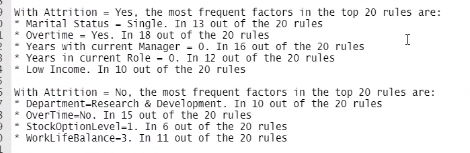 With Attrition = Yes, the most frequent factors in the top 20 rules are:
* Marital Status = Single. In 13 out of the 20 rules
* Overtime = Yes. In 18 out of the 20 rules
* Years with current Manager = 0. In 16 out of the 20 rules
* Years in current Role = 0. In 12 out of the 20 rules
* Low Income. In 10 out of the 20 rules
With Attrition = No, the most frequent factors in the top 20 rules are:
* Department=Research & Development. In 10 out of the 20 rules
* OverTime=No. In 15 out of the 20 rules
* StockOptionLevel=1. In 6 out of the 20 rules
* WorkLifeBalance=3. In 11 out of the 20 rules